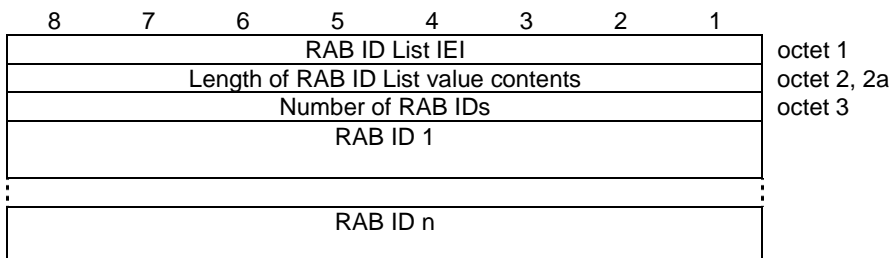 8 7 6 5 4 3 2 1
RAB ID List IEI octet 1
Length of RAB ID List value contents octet 2, 2a
Number of RAB IDs octet 3
RAB ID 1
RAB ID n